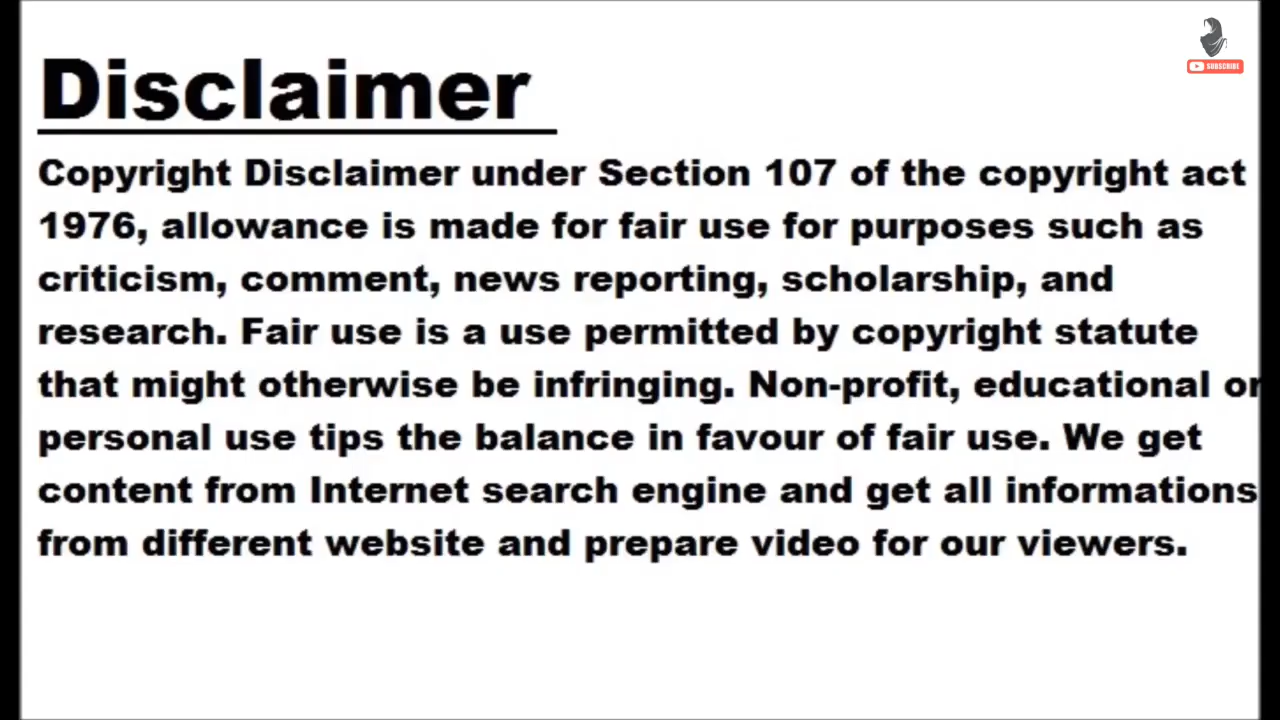 SUBSCRIBE
Disclaimer
Copyright Disclaimer under Section 107 of the copyright act
1976, allowance is made for fair use for purposes such as
criticism, comment, news reporting, scholarship, and
research. Fair use is a use permitted by copyright statute
that might otherwise be infringing. Non-profit, educational or
personal use tips the balance in favour of fair use. We get
content from Internet search engine and get all informations
from different website and prepare video for our viewers.